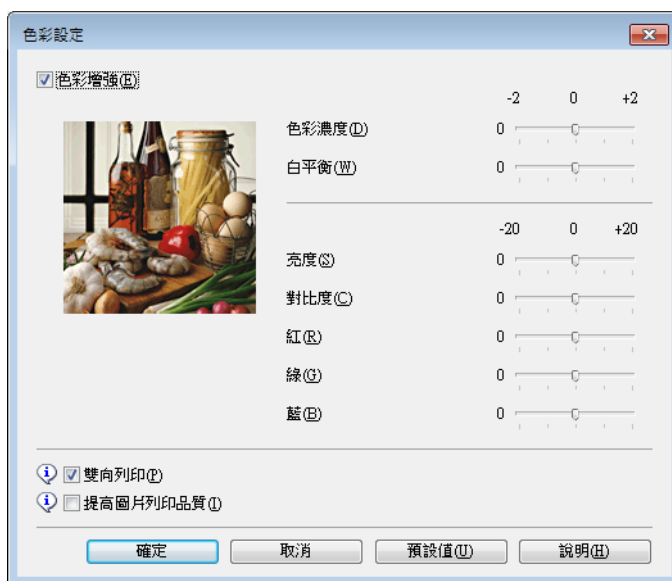 色彩設定
色彩增強(E)
-2 0 +2
色彩濃度(D) 0
白平衡(W) 0
-20 0 +20
亮度(S) 0
對比度(C) 0
紅(R) 0
綠(G) 0
藍(B) 0
雙向列印(P)
提高圖片列印品質(I)
確定 取消 預設值(U) 說明(H)